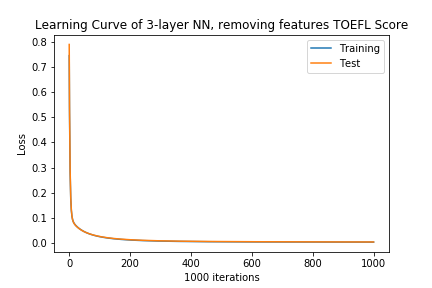 Learning Curve of 3-layer NN, removing features TOEFL Score
Training
Test
Loss
0.8
0.7
0.6
0.5
0.4
0.3
0.2
0.1
0.0
0 200 400 600 800 1000
1000 iterations